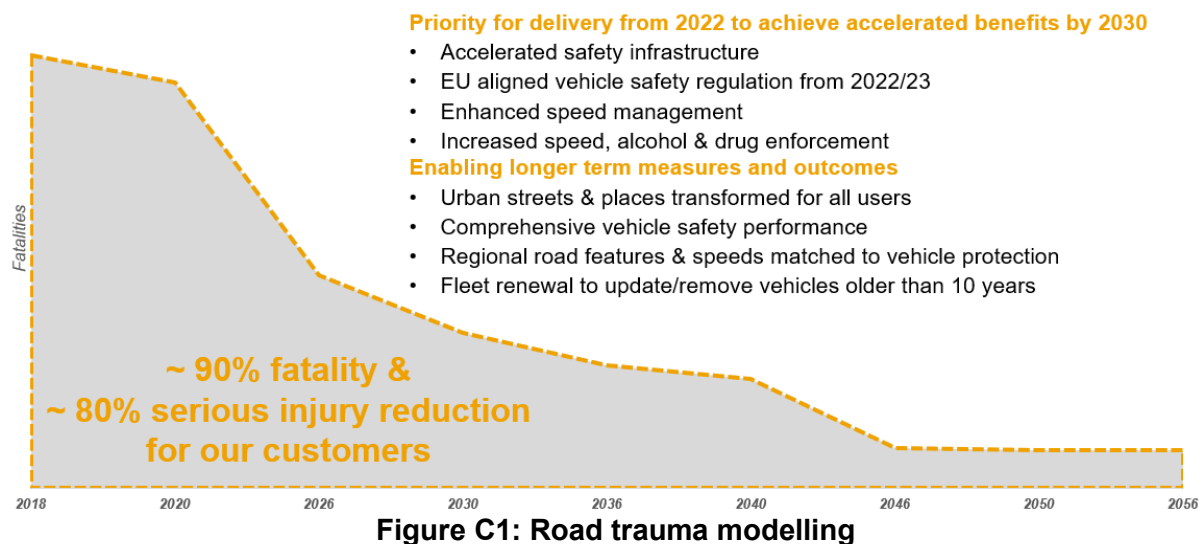 Priority for delivery from 2022 to achieve accelerated benefits by 2030
• Accelerated safety infrastructure
• EU aligned vehicle safety regulation from 2022/23
• Enhanced speed management
• Increased speed, alcohol & drug enforcement
Enabling longer term measures and outcomes
• Urban streets & places transformed for all users
• Comprehensive vehicle safety performance
• Regional road features & speeds matched to vehicle protection
• Fleet renewal to update/remove vehicles older than 10 years
Fatalities
~ 90% fatality &
~ 80% serious injury reduction
for our customers
2018 2020 2026 2030 2036 2040 2046 2050 2056
Figure C1: Road trauma modelling